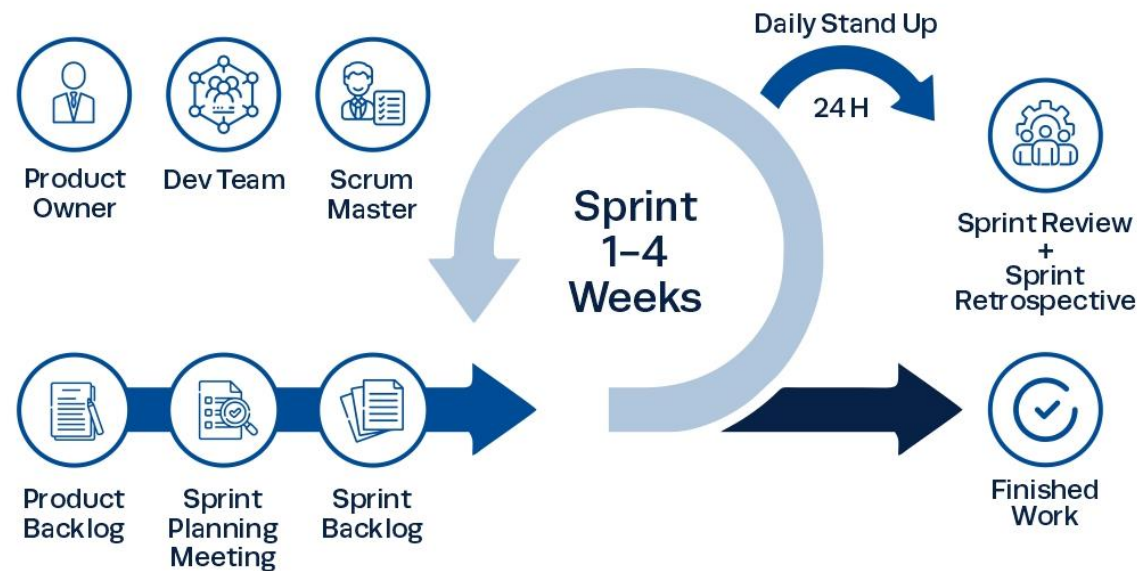 Daily Stand Up
24 H
Product
Owner
Dev Team
Scrum
Master
Sprint
1–4
Weeks
Sprint Review
+
Sprint
Retrospective
Product
Backlog
Sprint
Planning
Meeting
Sprint
Backlog
Finished
Work